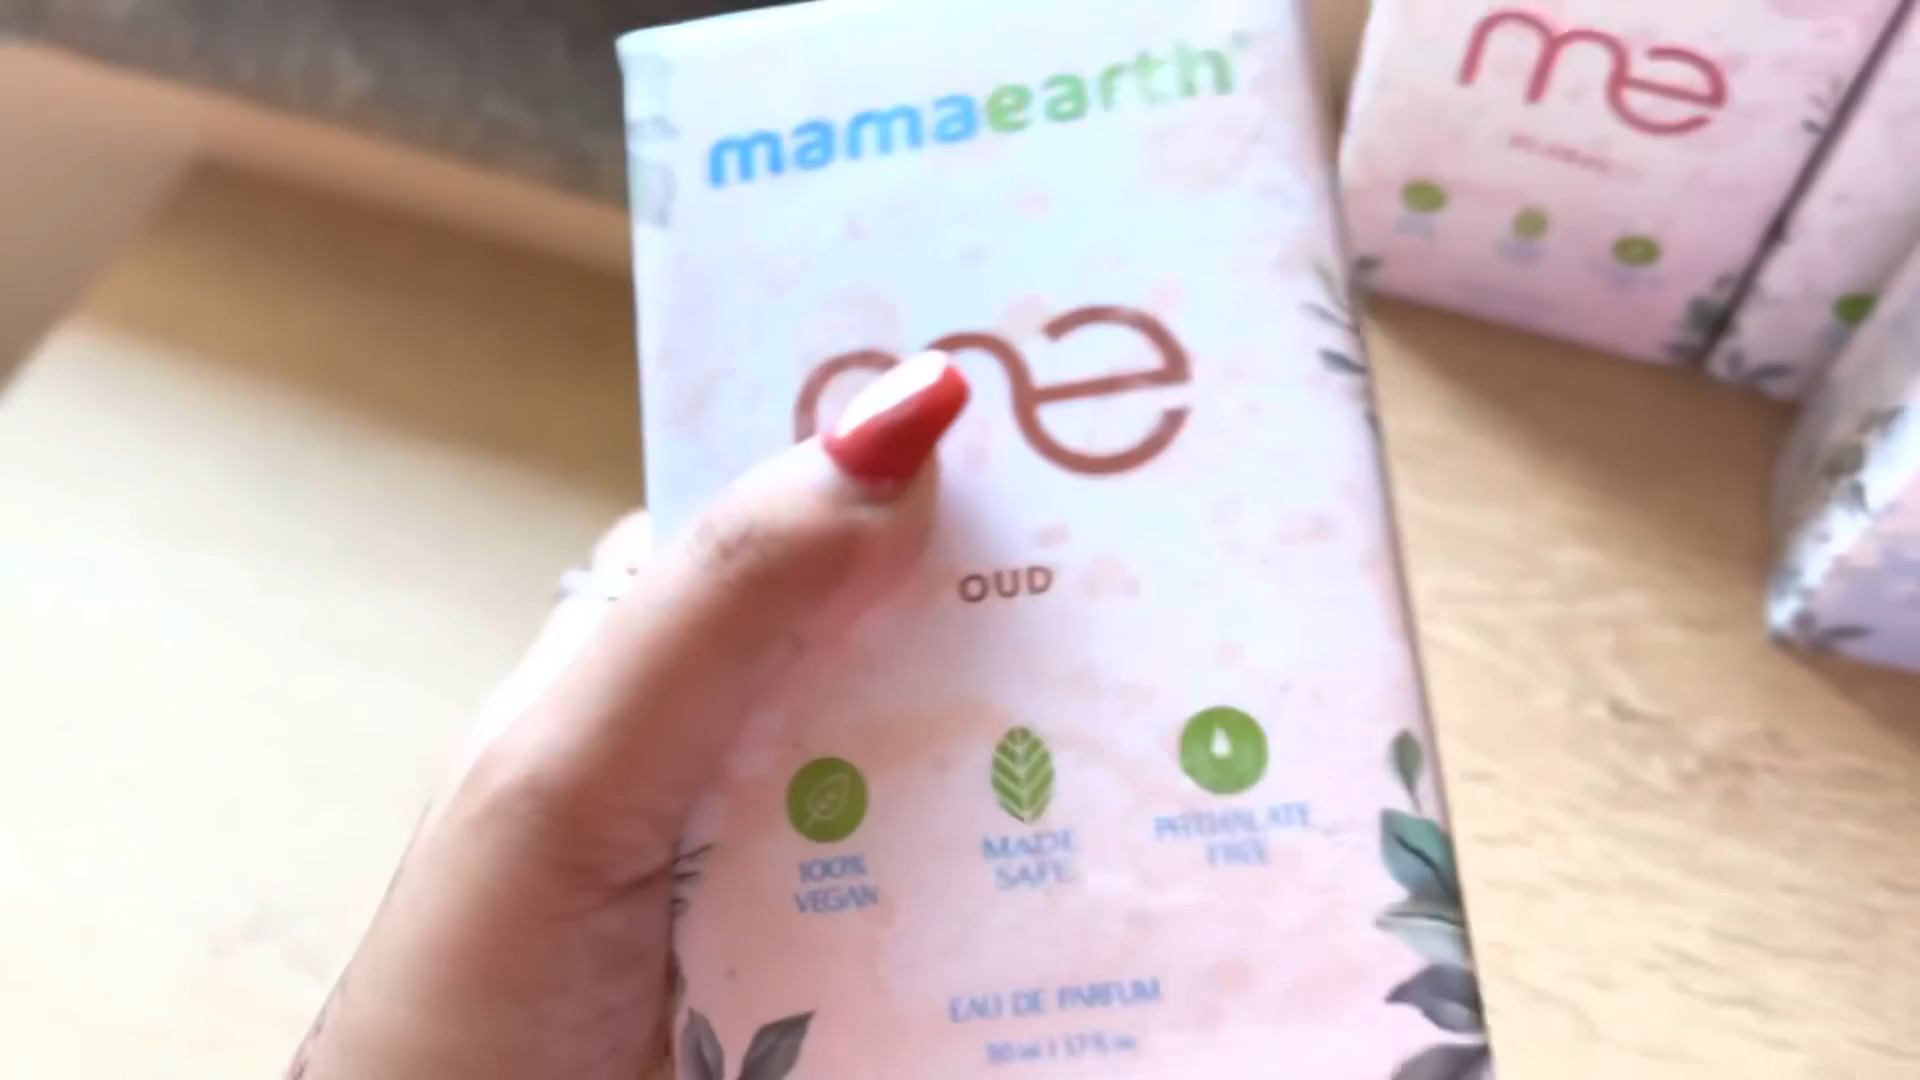 mamaearth
me
OUD
100%
VEGAN
MADE
SAFE
PHTHALATE
FREE
EAU DE PARFUM
me